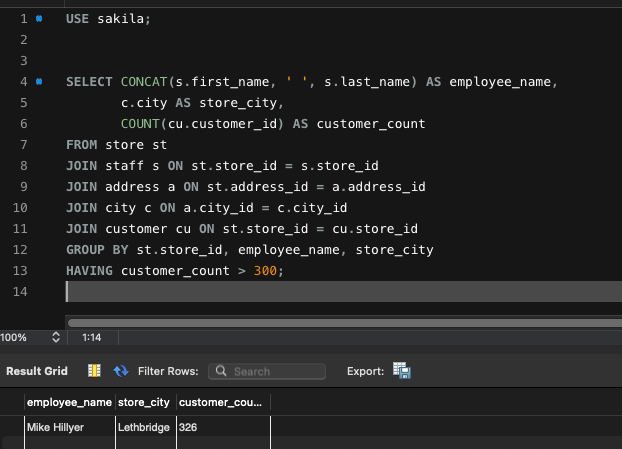 1 USE sakila;
2
3
4 SELECT CONCAT(s.first_name, ' ', s.last_name) AS employee_name,
5 c.city AS store_city,
6 COUNT(cu.customer_id) AS customer_count
7 FROM store st
8 JOIN staff s ON st.store_id = s.store_id
9 JOIN address a ON st.address_id = a.address_id
10 JOIN city c ON a.city_id = c.city_id
11 JOIN customer cu ON st.store_id = cu.store_id
12 GROUP BY st.store_id, employee_name, store_city
13 HAVING customer_count > 300;
14
100% 1:14
Result Grid Filter Rows: Search Export:
employee_name store_city customer_cou...
Mike Hillyer Lethbridge 326